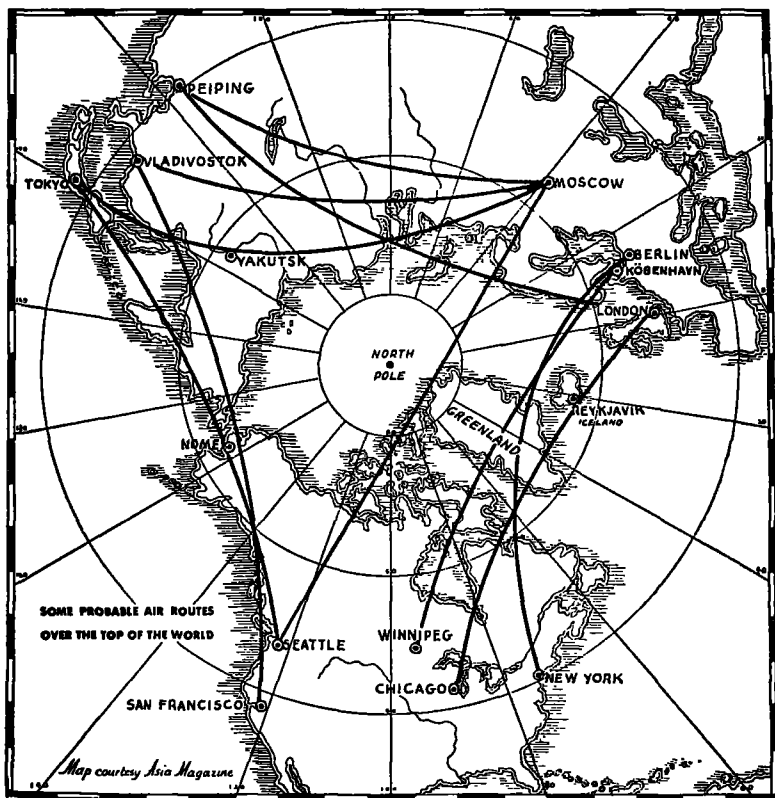 PEIPING
VLADIVOSTOK
TOKYO
MOSCOW
YAKUTSK
BERLIN
KÖBENHAVN
LONDON
NORTH
POLE
REYKJAVIK
ICELAND
GREENLAND
NOME
SOME PROBABLE AIR ROUTES
OVER THE TOP OF THE WORLD
SEATTLE
WINNIPEG
CHICAGO
NEW YORK
SAN FRANCISCO
Map courtesy Asia Magazine